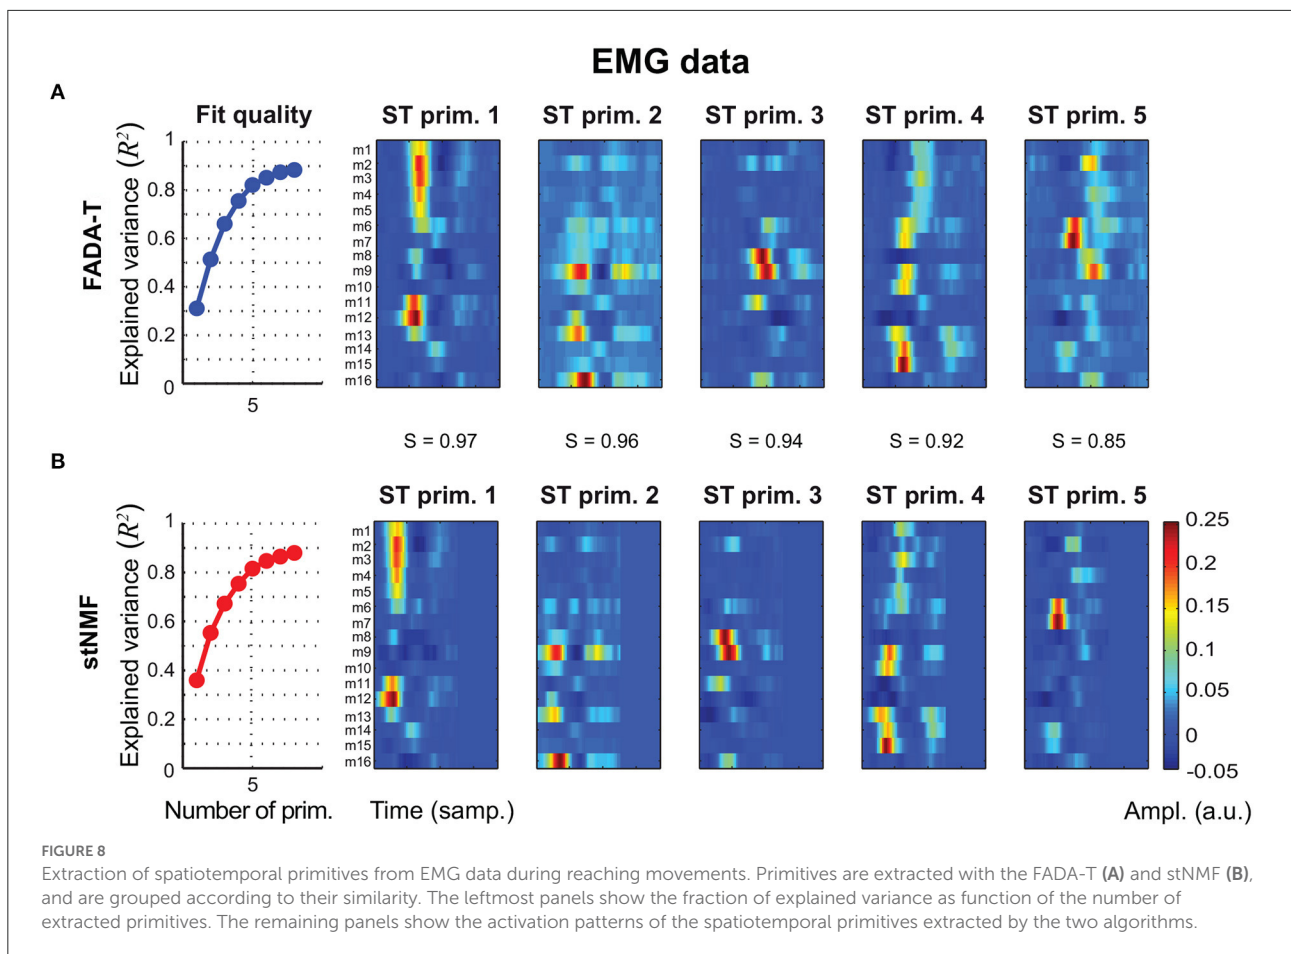 EMG data
A
Fit quality
ST prim. 1
ST prim. 2
ST prim. 3
ST prim. 4
ST prim. 5
FADA-T
Explained variance (R²)
1
0.8
0.6
0.4
0.2
0
5
m1
m2
m3
m4
m5
m6
m7
m8
m9
m10
m11
m12
m13
m14
m15
m16
S = 0.97
S = 0.96
S = 0.94
S = 0.92
S = 0.85
B
ST prim. 1
ST prim. 2
ST prim. 3
ST prim. 4
ST prim. 5
stNMF
Explained variance (R²)
1
0.8
0.6
0.4
0.2
0
5
m1
m2
m3
m4
m5
m6
m7
m8
m9
m10
m11
m12
m13
m14
m15
m16
0.25
0.2
0.15
0.1
0.05
0
-0.05
Number of prim.
Time (samp.)
Ampl. (a.u.)
FIGURE 8
Extraction of spatiotemporal primitives from EMG data during reaching movements. Primitives are extracted with the FADA-T (A) and stNMF (B),
and are grouped according to their similarity. The leftmost panels show the fraction of explained variance as function of the number of
extracted primitives. The remaining panels show the activation patterns of the spatiotemporal primitives extracted by the two algorithms.